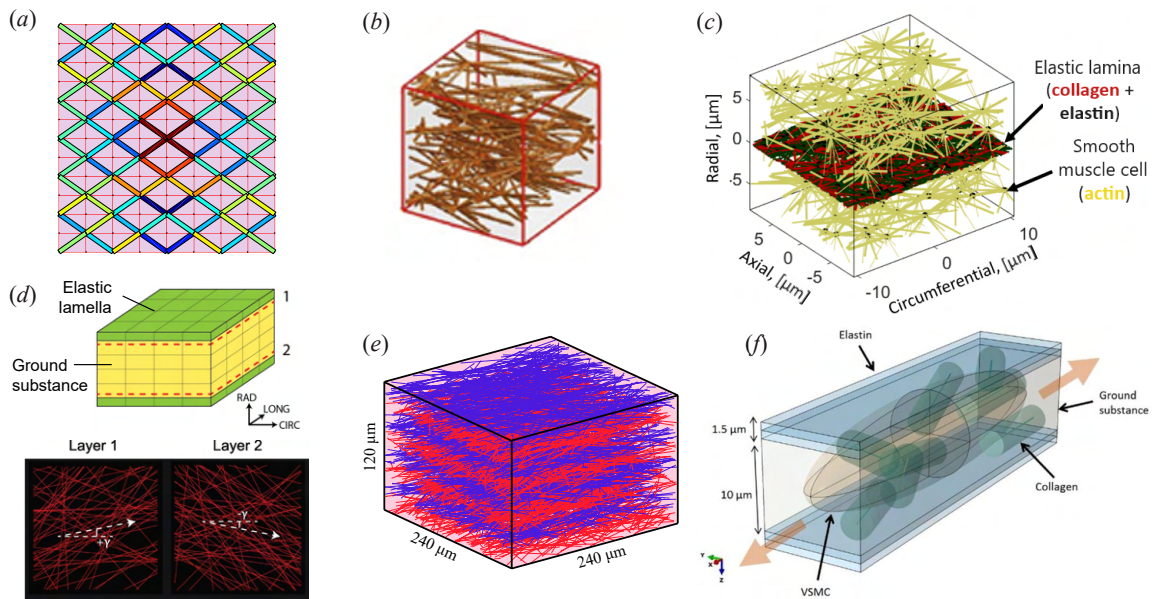 (a)
(b)
(c)
5
0
-5
Radial, [μm]
5
0
-5
Axial, [μm]
-10
0
10
Circumferential, [μm]
Elastic lamina
(collagen +
elastin)
Smooth
muscle cell
(actin)
(d)
Elastic
lamella
Ground
substance
1
2
RAD
LONG
CIRC
Layer 1
Layer 2
+γ
-γ
(e)
120 μm
240 μm
240 μm
(f)
Elastin
Ground
substance
1.5 μm
10 μm
Collagen
VSMC
Y
X
Z